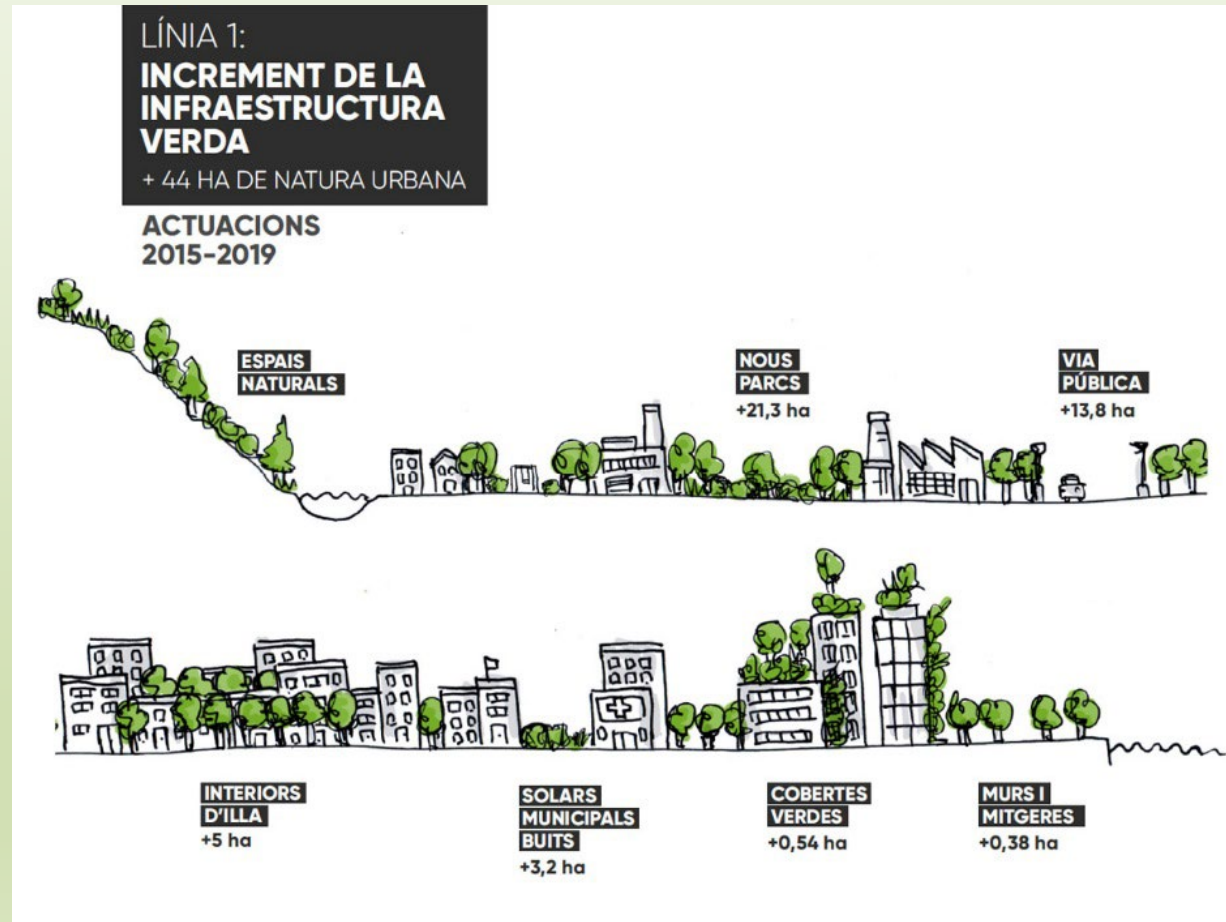 LÍNIA 1:
INCREMENT DE LA
INFRAESTRUCTURA
VERDA
+ 44 HA DE NATURA URBANA
ACTUACIONS
2015-2019
ESPAIS
NATURALS
NOUS
PARCS
+21,3 ha
VIA
PÚBLICA
+13,8 ha
INTERIORS
D'ILLA
+5 ha
SOLARS
MUNICIPALS
BUITS
+3,2 ha
COBERTES
VERDES
+0,54 ha
MURS I
MITGERES
+0,38 ha